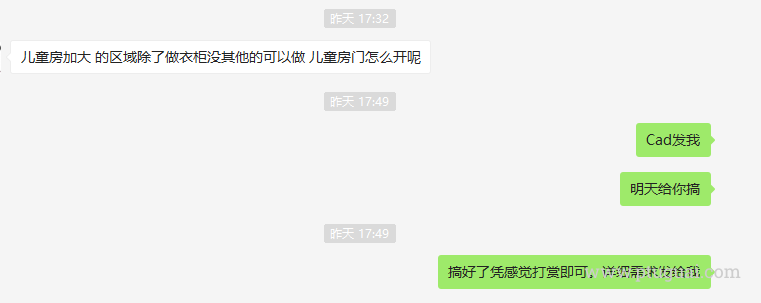 昨天 17:32
儿童房加大 的区域除了做衣柜没其他的可以做 儿童房门怎么开呢
昨天 17:49
Cad发我
明天给你搞
昨天 17:49
搞好了凭感觉打赏即可，详细需求发给我